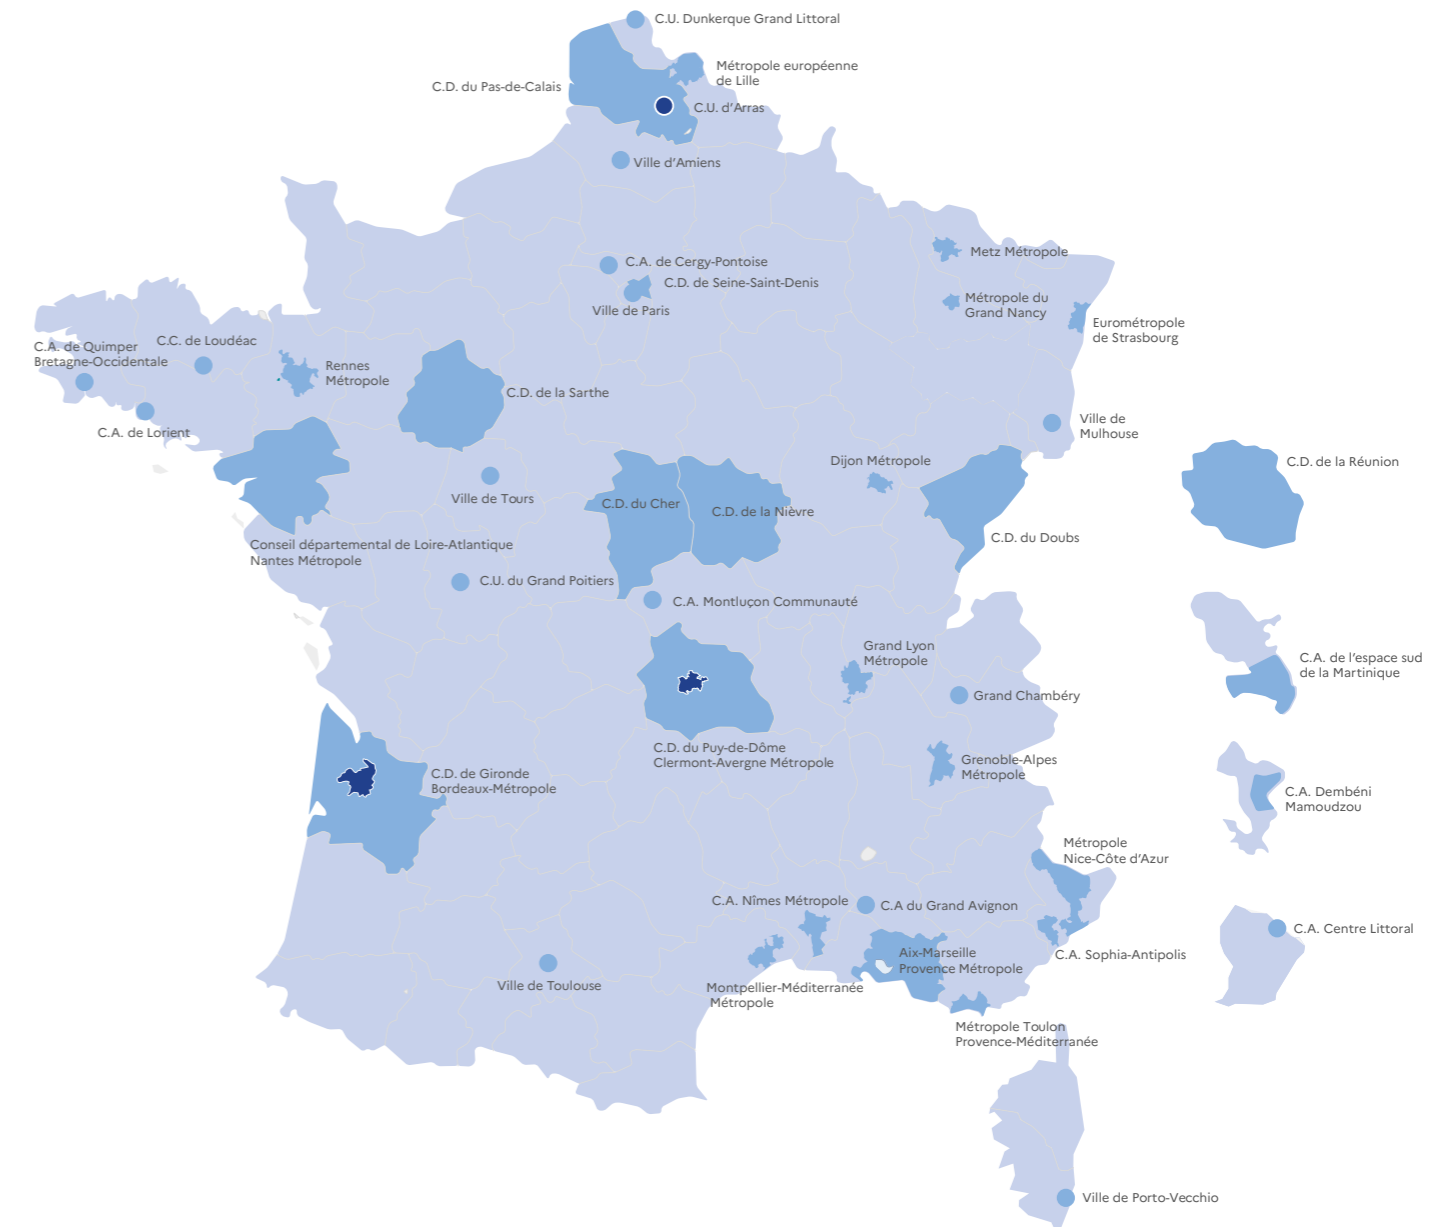 C.U. Dunkerque Grand Littoral
Métropole européenne
de Lille
C.D. du Pas-de-Calais
C.U. d'Arras
Ville d'Amiens
Metz Métropole
C.A. de Cergy-Pontoise
C.D. de Seine-Saint-Denis
Ville de Paris
Métropole du
Grand Nancy
Eurométropole
de Strasbourg
C.A. de Quimper
Bretagne-Occidentale
C.C. de Loudéac
Rennes
Métropole
C.D. de la Sarthe
C.A. de Lorient
Ville de
Mulhouse
Dijon Métropole
C.D. de la Réunion
Ville de Tours
C.D. du Cher
C.D. de la Nièvre
C.D. du Doubs
Conseil départemental de Loire-Atlantique
Nantes Métropole
C.U. du Grand Poitiers
C.A. Montluçon Communauté
Grand Lyon
Métropole
C.A. de l'espace sud
de la Martinique
Grand Chambéry
C.D. du Puy-de-Dôme
Clermont-Avergne Métropole
Grenoble-Alpes
Métropole
C.D. de Gironde
Bordeaux-Métropole
C.A. Dembéni
Mamoudzou
Métropole
Nice-Côte d'Azur
C.A. Nîmes Métropole
C.A du Grand Avignon
C.A. Centre Littoral
Aix-Marseille
Provence Métropole
C.A. Sophia-Antipolis
Ville de Toulouse
Montpellier-Méditerranée
Métropole
Métropole Toulon
Provence-Méditerranée
Ville de Porto-Vecchio